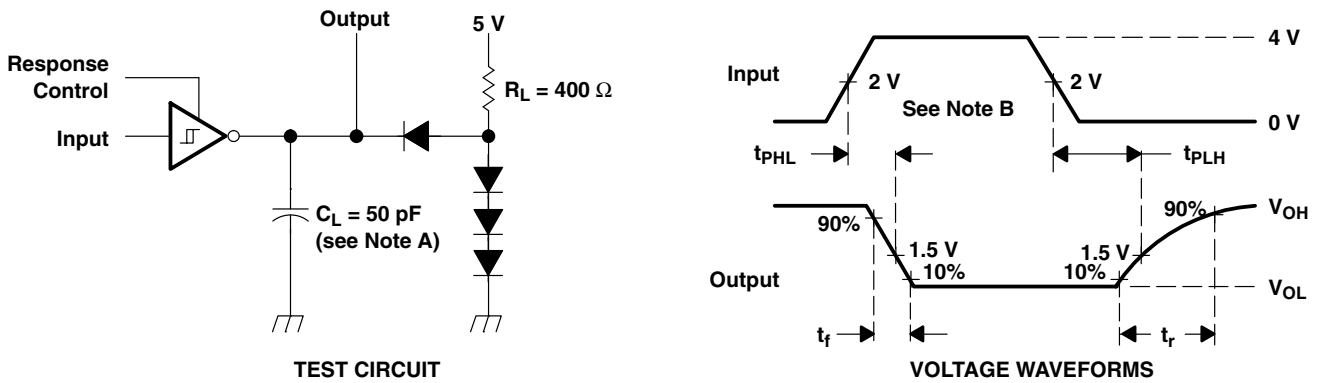 Output
5 V
Response
Control
R_L = 400 Ω
Input
C_L = 50 pF
(see Note A)
TEST CIRCUIT
4 V
Input
2 V
2 V
See Note B
0 V
t_PHL
t_PLH
90%
90%
V_OH
1.5 V
1.5 V
10%
10%
Output
V_OL
t_f
t_r
VOLTAGE WAVEFORMS